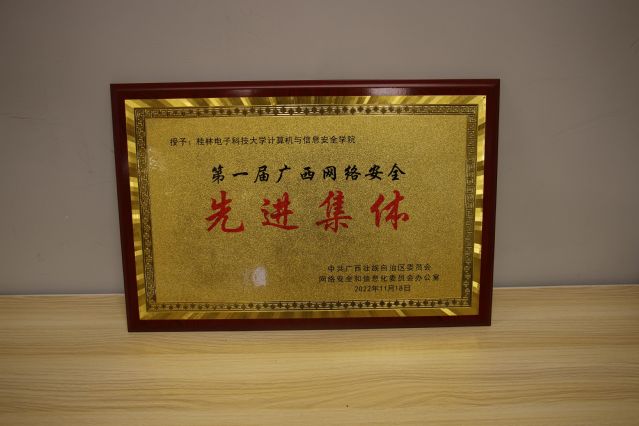 授予：桂林电子科技大学计算机与信息安全学院
第一届广西网络安全
先进集体
中共广西壮族自治区委员会
网络安全和信息化委员会办公室
2022年11月18日